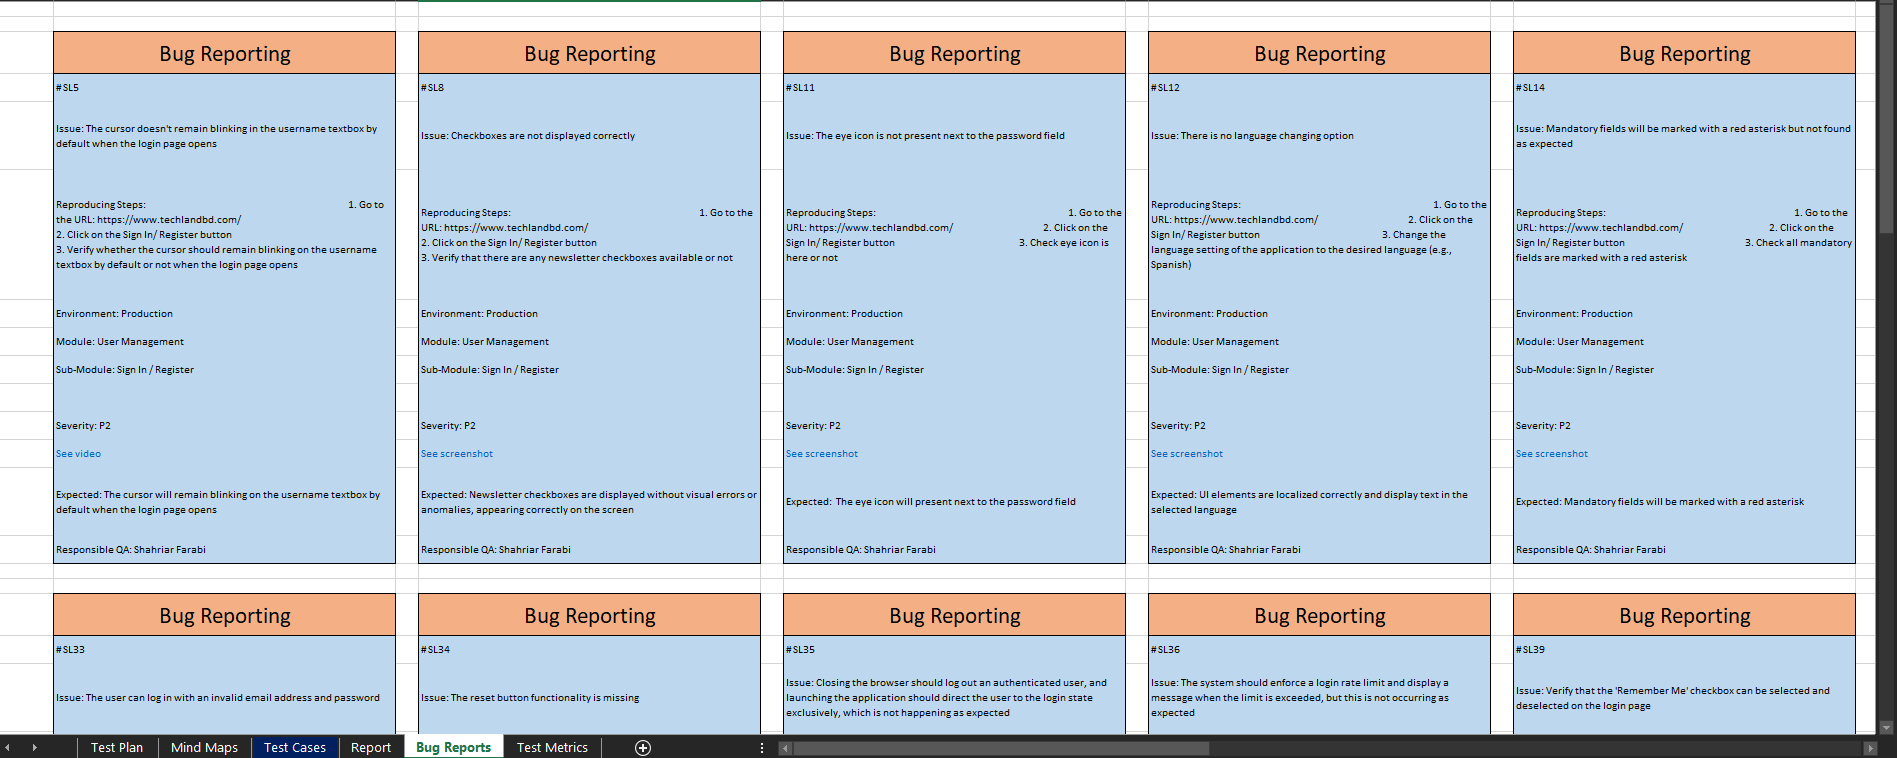 Bug Reporting
#SL5
Issue: The cursor doesn't remain blinking in the username textbox by
default when the login page opens
Reproducing Steps: 1. Go to
the URL: https://www.techlandbd.com/
2. Click on the Sign In/ Register button
3. Verify whether the cursor should remain blinking on the username
textbox by default or not when the login page opens
Environment: Production
Module: User Management
Sub-Module: Sign In / Register
Severity: P2
See video
Expected: The cursor will remain blinking on the username textbox by
default when the login page opens
Responsible QA: Shahriar Farabi
Bug Reporting
#SL8
Issue: Checkboxes are not displayed correctly
Reproducing Steps: 1. Go to the
URL: https://www.techlandbd.com/
2. Click on the Sign In/ Register button
3. Verify that there are any newsletter checkboxes available or not
Environment: Production
Module: User Management
Sub-Module: Sign In / Register
Severity: P2
See screenshot
Expected: Newsletter checkboxes are displayed without visual errors or
anomalies, appearing correctly on the screen
Responsible QA: Shahriar Farabi
Bug Reporting
#SL11
Issue: The eye icon is not present next to the password field
Reproducing Steps: 1. Go to the
URL: https://www.techlandbd.com/ 2. Click on the
Sign In/ Register button 3. Check eye icon is
here or not
Environment: Production
Module: User Management
Sub-Module: Sign In / Register
Severity: P2
See screenshot
Expected: The eye icon will present next to the password field
Responsible QA: Shahriar Farabi
Bug Reporting
#SL12
Issue: There is no language changing option
Reproducing Steps: 1. Go to the
URL: https://www.techlandbd.com/ 2. Click on the
Sign In/ Register button 3. Change the
language setting of the application to the desired language (e.g.,
Spanish)
Environment: Production
Module: User Management
Sub-Module: Sign In / Register
Severity: P2
See screenshot
Expected: UI elements are localized correctly and display text in the
selected language
Responsible QA: Shahriar Farabi
Bug Reporting
#SL14
Issue: Mandatory fields will be marked with a red asterisk but not found
as expected
Reproducing Steps: 1. Go to the
URL: https://www.techlandbd.com/ 2. Click on the
Sign In/ Register button 3. Check all mandatory
fields are marked with a red asterisk
Environment: Production
Module: User Management
Sub-Module: Sign In / Register
Severity: P2
See screenshot
Expected: Mandatory fields will be marked with a red asterisk
Responsible QA: Shahriar Farabi
Bug Reporting
#SL33
Issue: The user can log in with an invalid email address and password
Bug Reporting
#SL34
Issue: The reset button functionality is missing
Bug Reporting
#SL35
Issue: Closing the browser should log out an authenticated user, and
launching the application should direct the user to the login state
exclusively, which is not happening as expected
Bug Reporting
#SL36
Issue: The system should enforce a login rate limit and display a
message when the limit is exceeded, but this is not occurring as
expected
Bug Reporting
#SL39
Issue: Verify that the 'Remember Me' checkbox can be selected and
deselected on the login page
Test Plan Mind Maps Test Cases Report Bug Reports Test Metrics